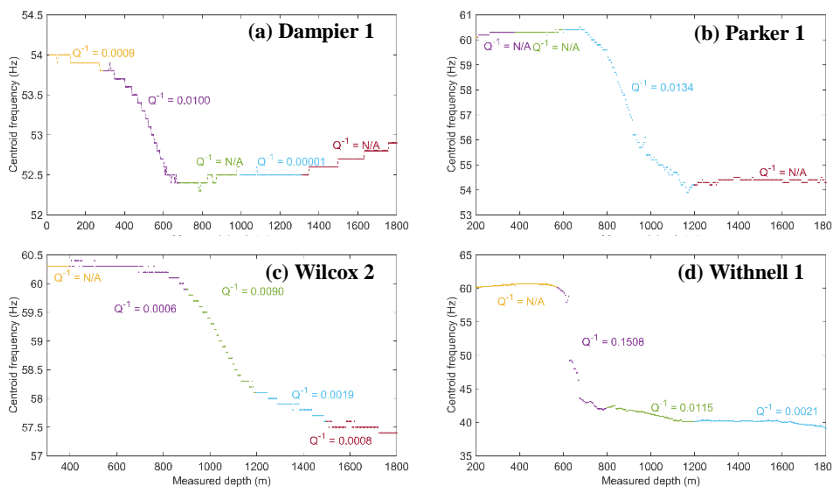 (a) Dampier 1
Centroid frequency (Hz)
54
53.5
53
52.5
52
Q⁻¹ = 0.0009
Q⁻¹ = 0.0100
Q⁻¹ = N/A
Q⁻¹ = 0.00001
Q⁻¹ = N/A
0 200 400 600 800 1000 1200 1400 1600 1800
(b) Parker 1
Centroid frequency (Hz)
61
60
59
58
57
56
55
54
53
Q⁻¹ = N/A
Q⁻¹ = N/A
Q⁻¹ = 0.0134
Q⁻¹ = N/A
200 400 600 800 1000 1200 1400 1600 1800
(c) Wilcox 2
Centroid frequency (Hz)
60.5
60
59.5
59
58.5
58
57.5
57
Q⁻¹ = N/A
Q⁻¹ = 0.0006
Q⁻¹ = 0.0090
Q⁻¹ = 0.0019
Q⁻¹ = 0.0008
300 400 600 800 1000 1200 1400 1600 1800
Measured depth (m)
(d) Withnell 1
Centroid frequency (Hz)
65
60
55
50
45
40
35
Q⁻¹ = N/A
Q⁻¹ = 0.1508
Q⁻¹ = 0.0115
Q⁻¹ = 0.0021
200 400 600 800 1000 1200 1400 1600 1800
Measured depth (m)